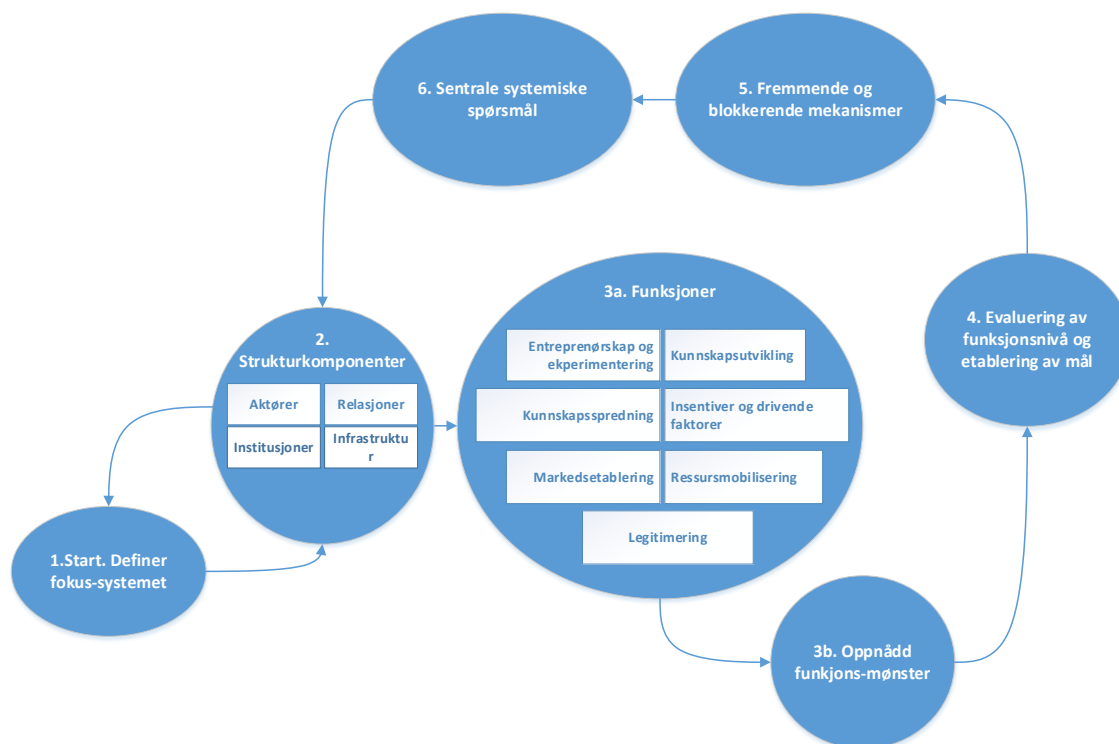 6. Sentrale systemiske
spørsmål
5. Fremmende og
blokkerende mekanismer
2.
Strukturkomponenter
Aktører
Relasjoner
Institusjoner
Infrastruktu
r
3a. Funksjoner
Entreprenørskap og
ekperimentering
Kunnskapsutvikling
Kunnskapsspredning
Insentiver og drivende
faktorer
Markedsetablering
Ressursmobilisering
Legitimering
4. Evaluering av
funksjonsnivå og
etablering av mål
1.Start. Definer
fokus-systemet
3b. Oppnådd
funkjons-mønster